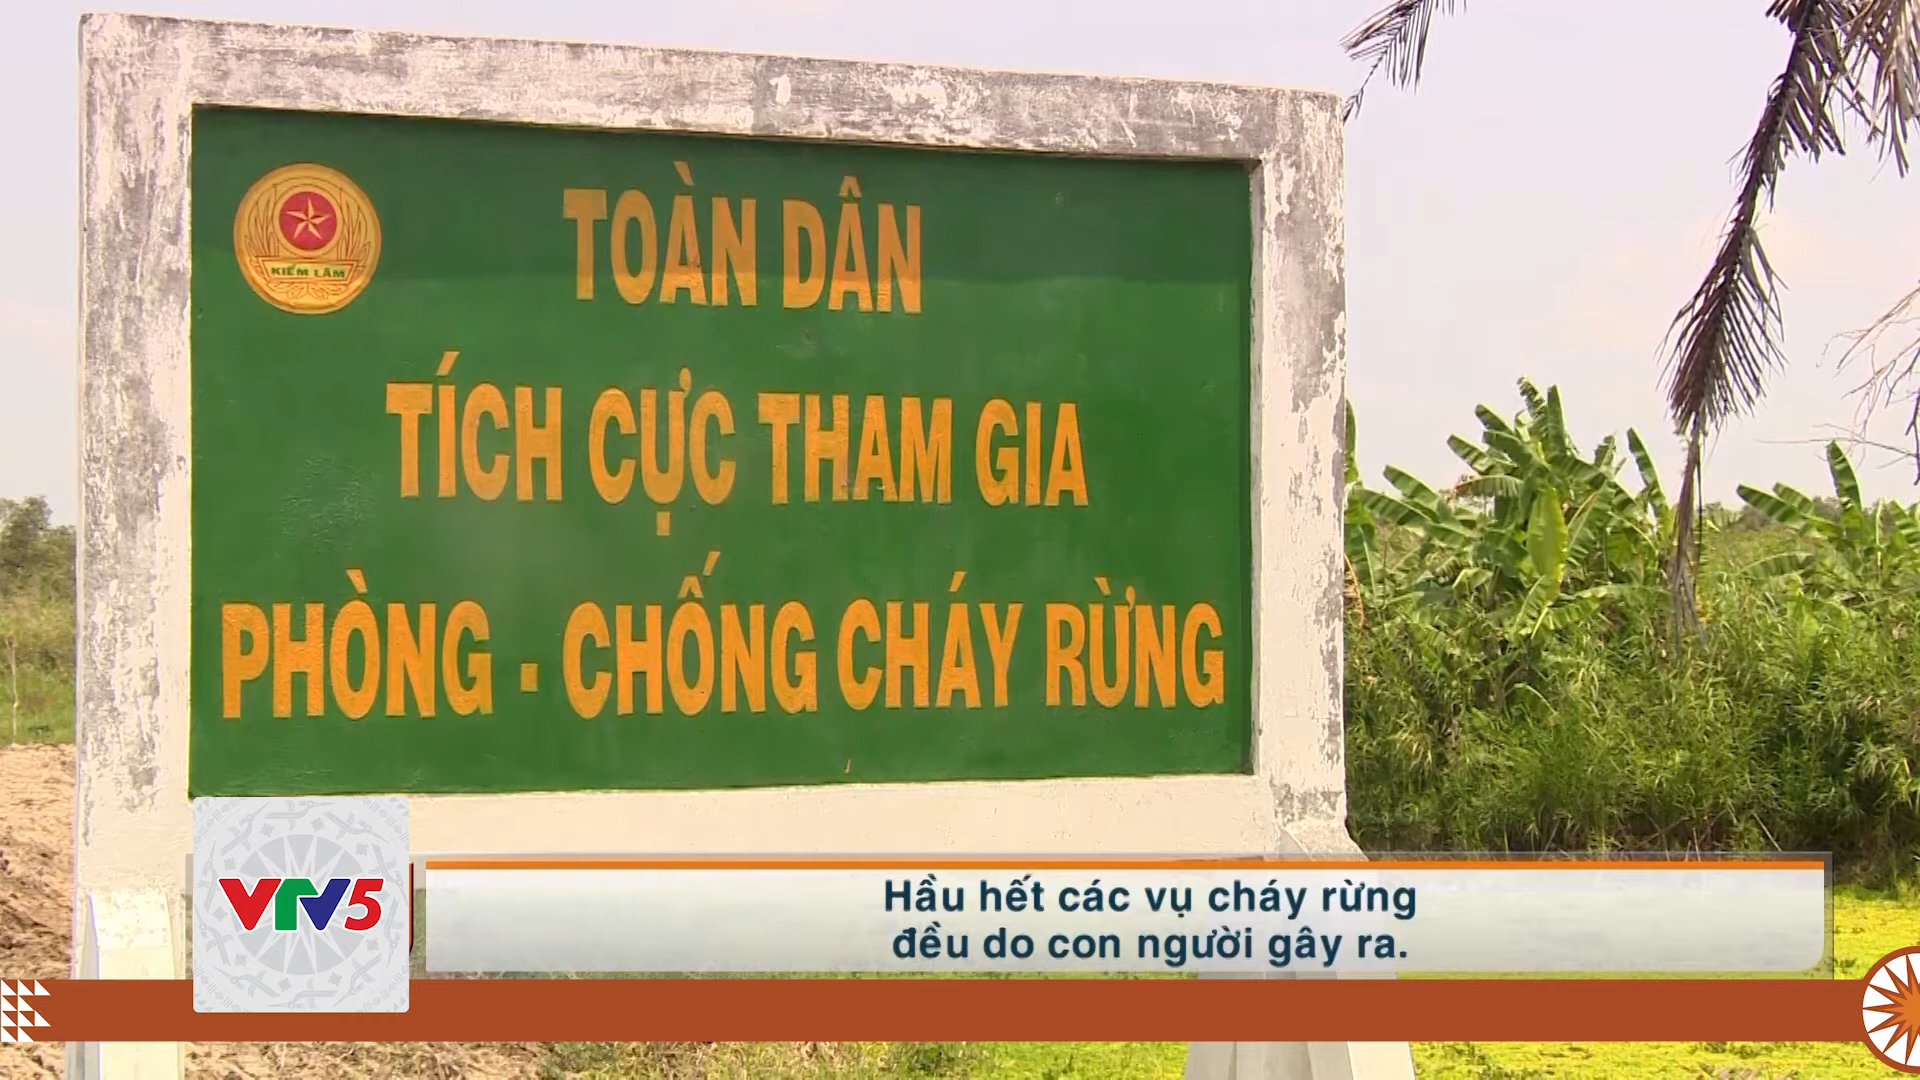 KIỂM LÂM
TOÀN DÂN
TÍCH CỰC THAM GIA
PHÒNG - CHỐNG CHÁY RỪNG
VTV5
Hầu hết các vụ cháy rừng
đều do con người gây ra.